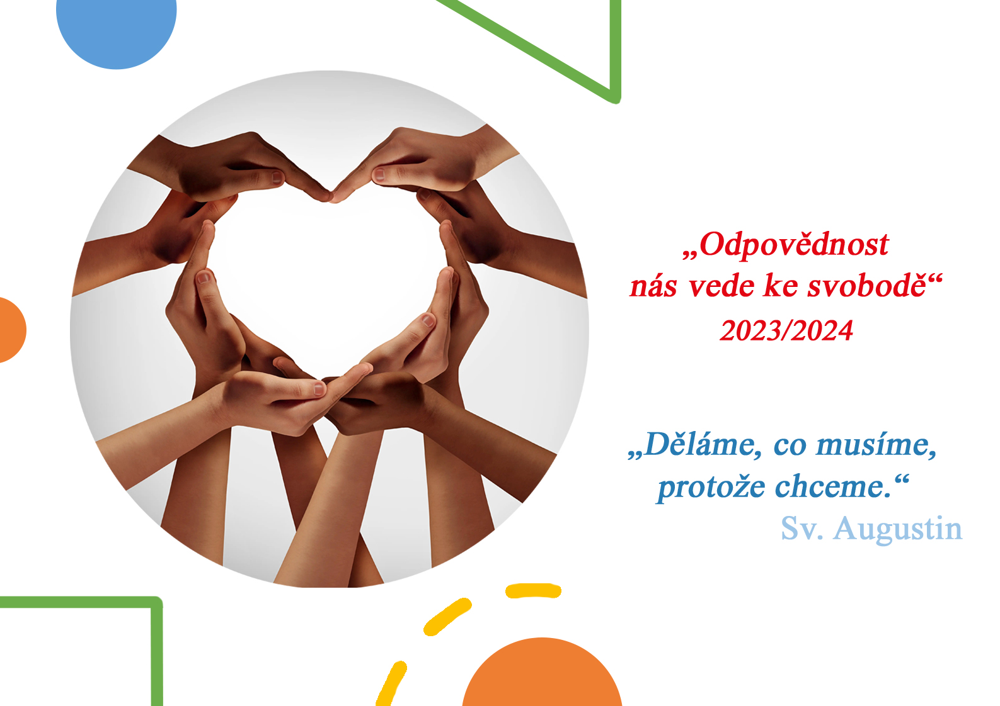 „Odpovědnost
nás vede ke svobodě“
2023/2024
„Děláme, co musíme,
protože chceme.“
Sv. Augustin